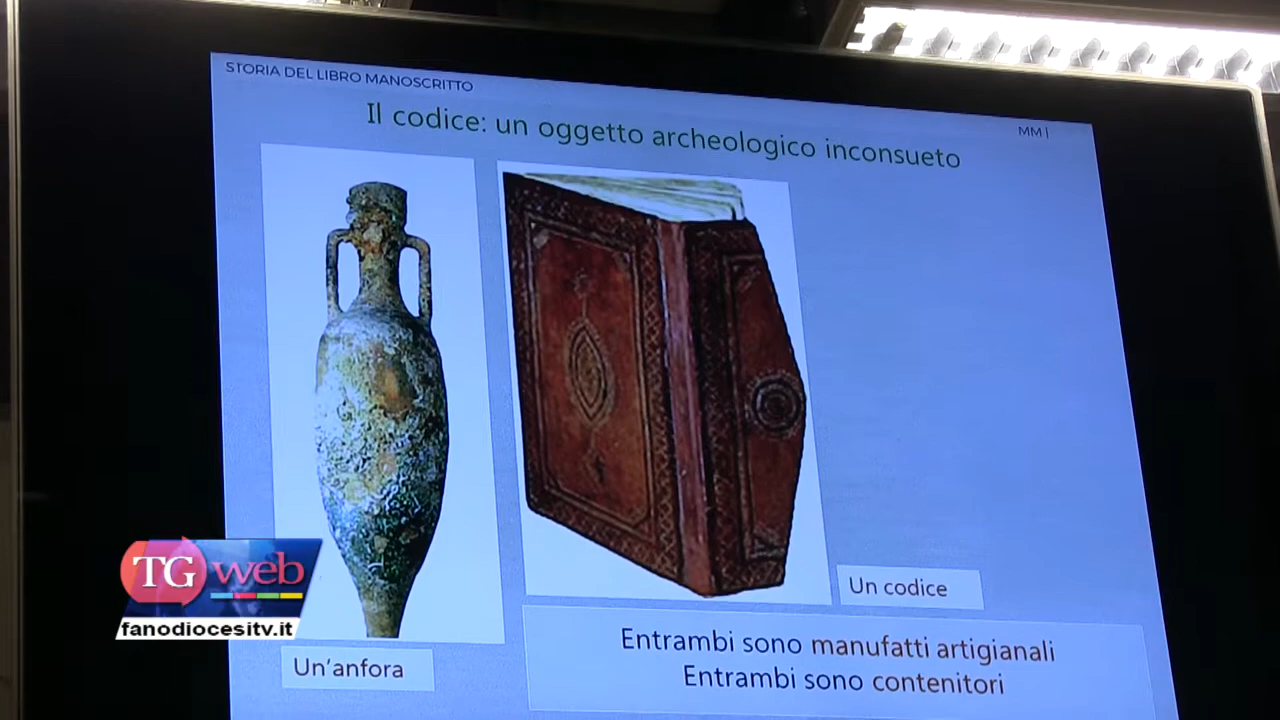 STORIA DEL LIBRO MANOSCRITTO
MM I
Il codice: un oggetto archeologico inconsueto
Un codice
Entrambi sono manufatti artigianali
Entrambi sono contenitori
Un'anfora
TG web
fanodiocesitv.it